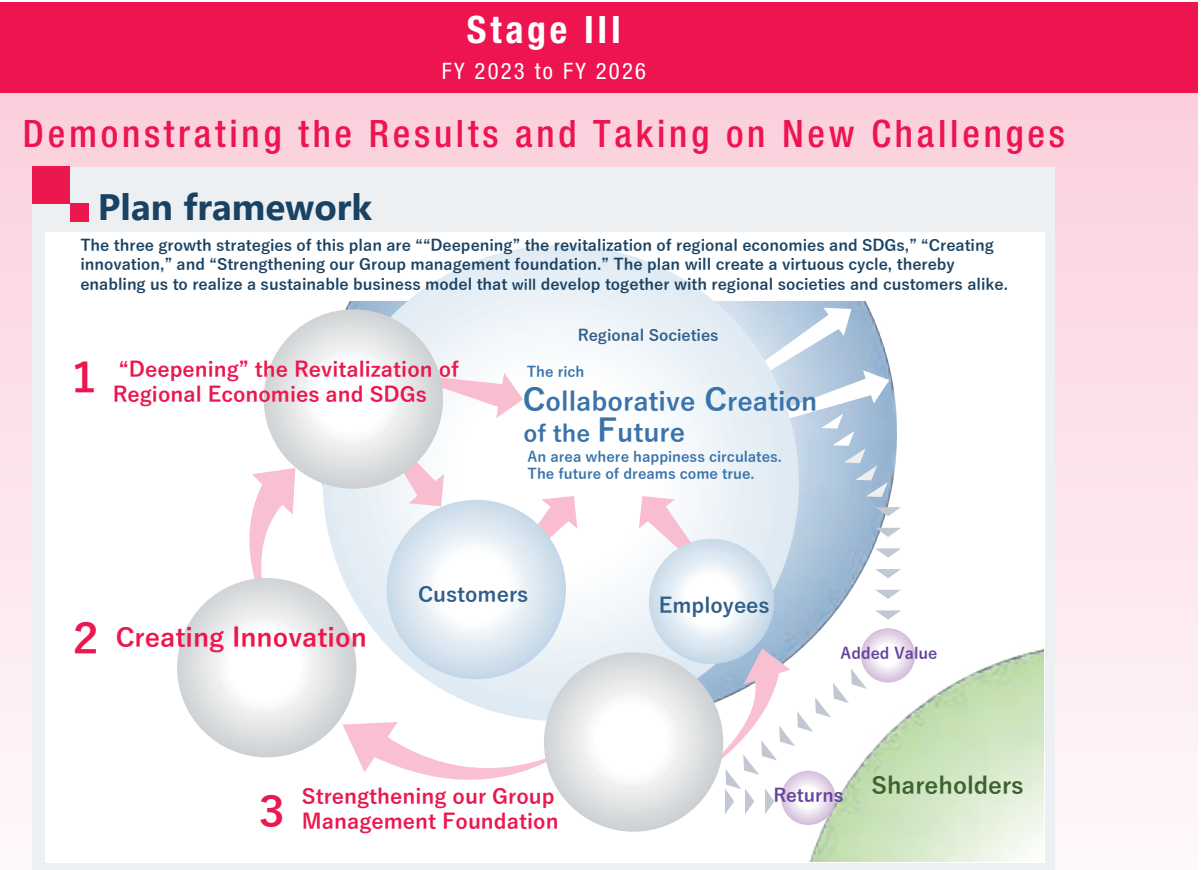 Stage III
FY 2023 to FY 2026
Demonstrating the Results and Taking on New Challenges
Plan framework
The three growth strategies of this plan are ““Deepening” the revitalization of regional economies and SDGs,” “Creating
innovation,” and “Strengthening our Group management foundation.” The plan will create a virtuous cycle, thereby
enabling us to realize a sustainable business model that will develop together with regional societies and customers alike.
Regional Societies
1 “Deepening” the Revitalization of
Regional Economies and SDGs
The rich
Collaborative Creation
of the Future
An area where happiness circulates.
The future of dreams come true.
Customers
Employees
2 Creating Innovation
Added Value
3 Strengthening our Group
Management Foundation
Returns
Shareholders